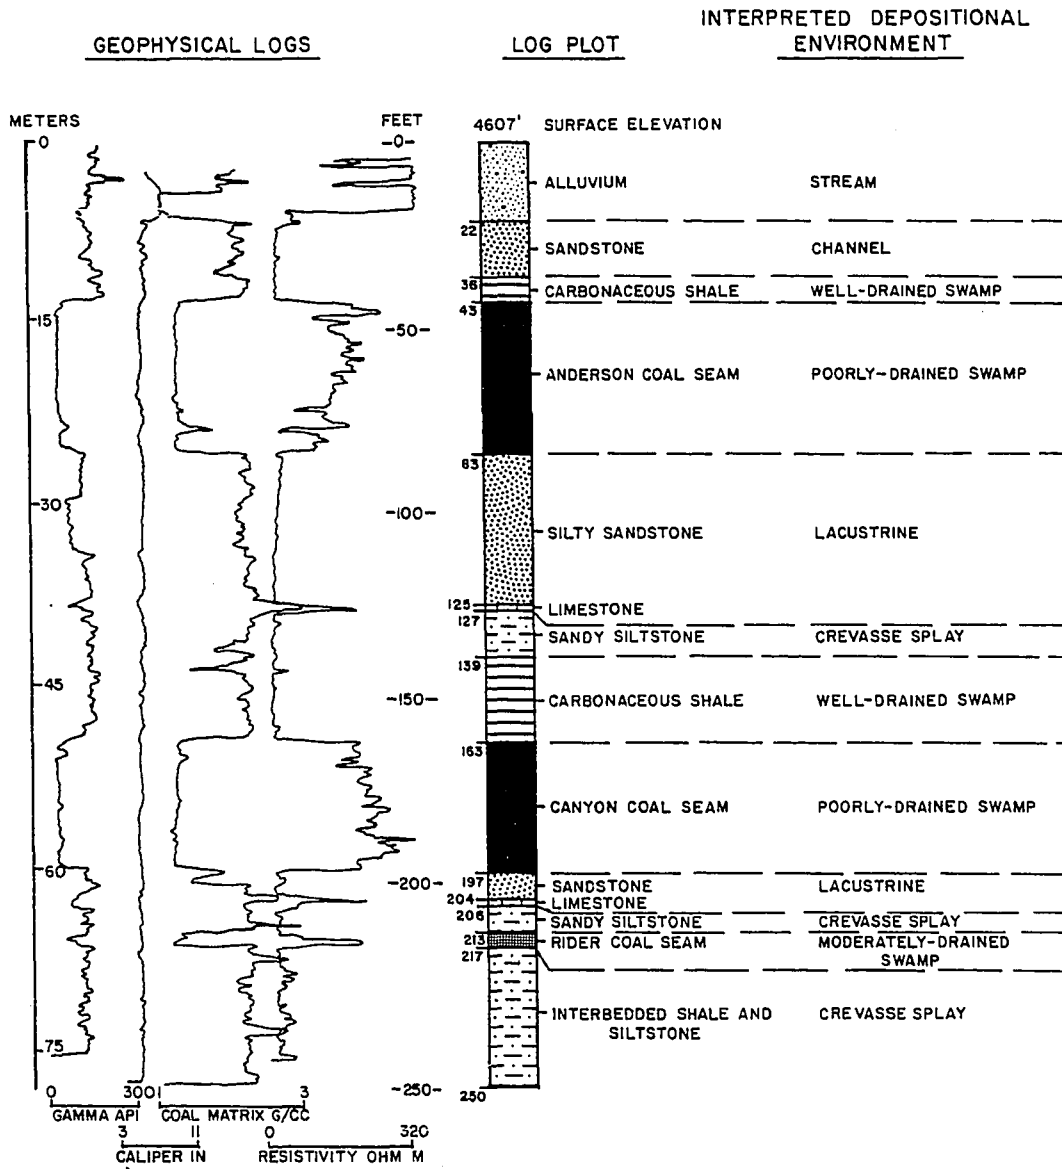 INTERPRETED DEPOSITIONAL
GEOPHYSICAL LOGS LOG PLOT ENVIRONMENT
METERS FEET 4607' SURFACE ELEVATION
0 -0-
ALLUVIUM STREAM
22
SANDSTONE CHANNEL
36
CARBONACEOUS SHALE WELL-DRAINED SWAMP
43
-15
-50-
ANDERSON COAL SEAM POORLY-DRAINED SWAMP
83
-30
-100-
SILTY SANDSTONE LACUSTRINE
125
LIMESTONE
127
SANDY SILTSTONE CREVASSE SPLAY
139
-45
-150-
CARBONACEOUS SHALE WELL-DRAINED SWAMP
163
CANYON COAL SEAM POORLY-DRAINED SWAMP
-60
-200-
197
SANDSTONE LACUSTRINE
204
LIMESTONE
206
SANDY SILTSTONE CREVASSE SPLAY
213
RIDER COAL SEAM MODERATELY-DRAINED
SWAMP
217
INTERBEDDED SHALE AND CREVASSE SPLAY
SILTSTONE
-75
-250-
250
0 300 1 3
GAMMA API COAL MATRIX G/CC
3 11 0 320
CALIPER IN RESISTIVITY OHM M